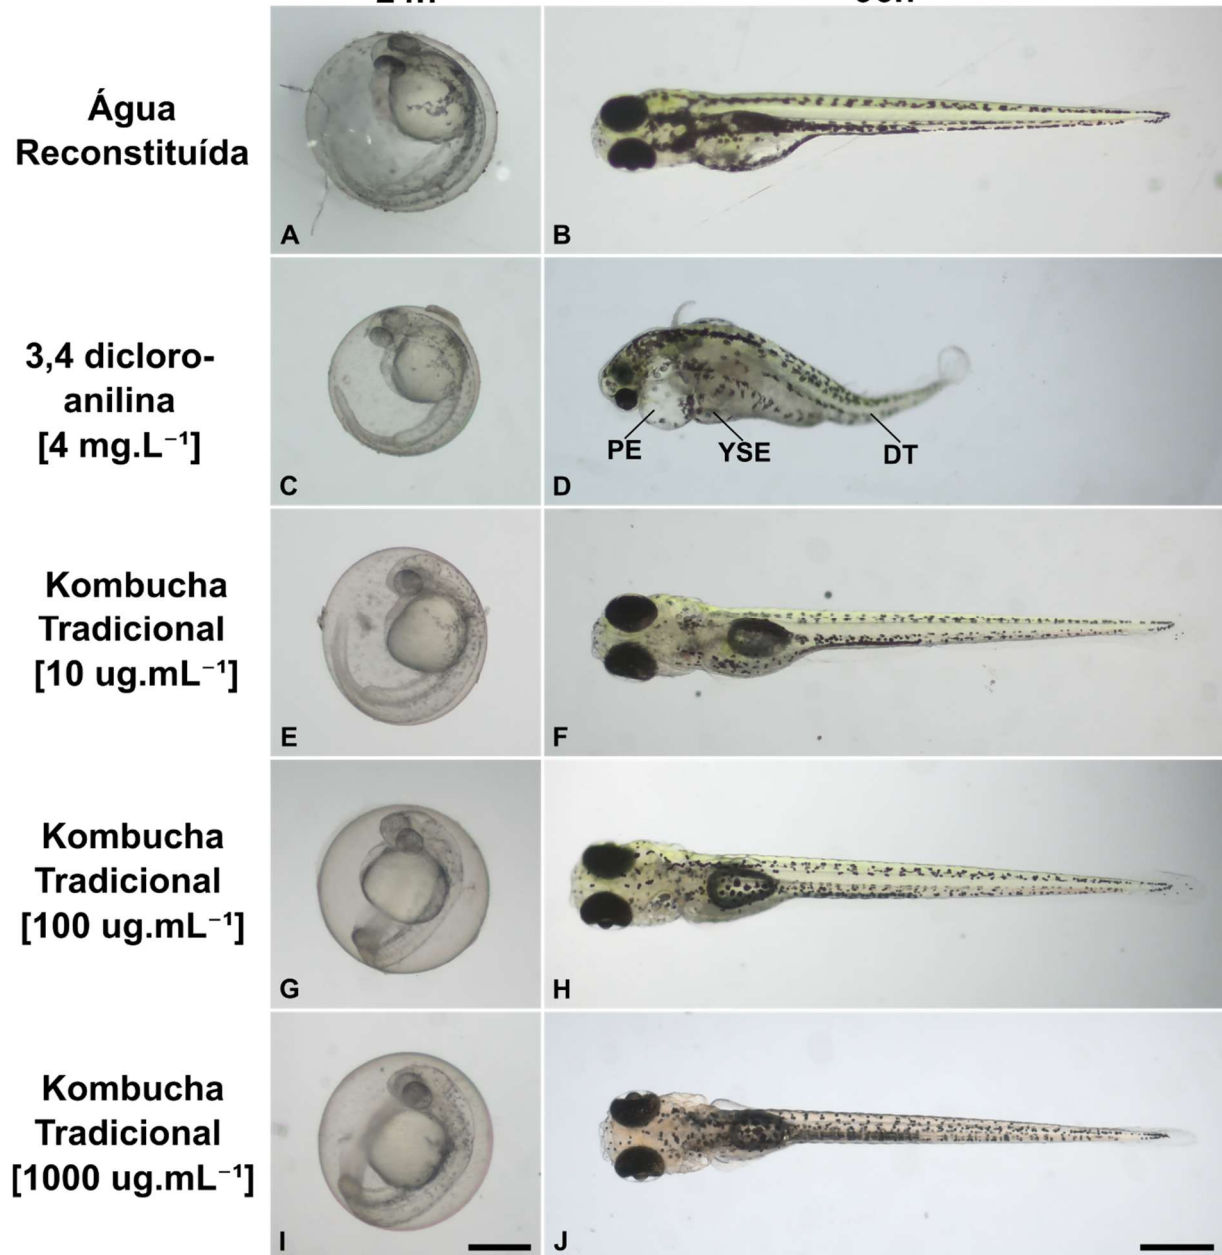 Água
Reconstituída
A
B
3,4 dicloro-
anilina
[4 mg.L⁻¹]
PE
YSE
DT
C
D
Kombucha
Tradicional
[10 ug.mL⁻¹]
E
F
Kombucha
Tradicional
[100 ug.mL⁻¹]
G
H
Kombucha
Tradicional
[1000 ug.mL⁻¹]
I
J